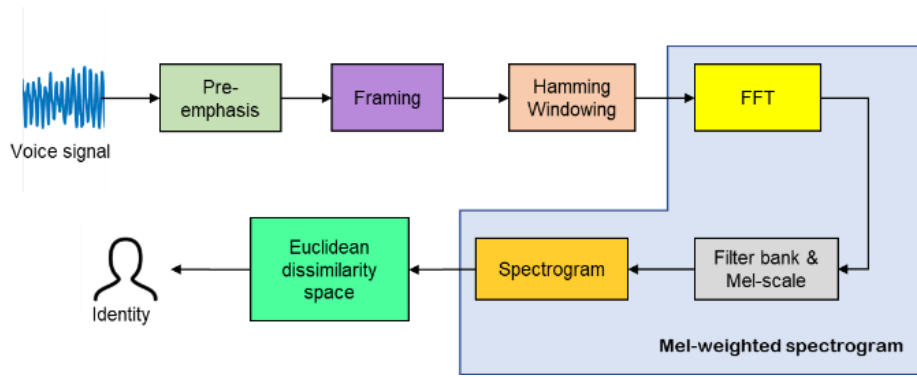 Pre-
emphasis
Framing
Hamming
Windowing
FFT
Voice signal
Euclidean
dissimilarity
space
Spectrogram
Filter bank &
Mel-scale
Identity
Mel-weighted spectrogram